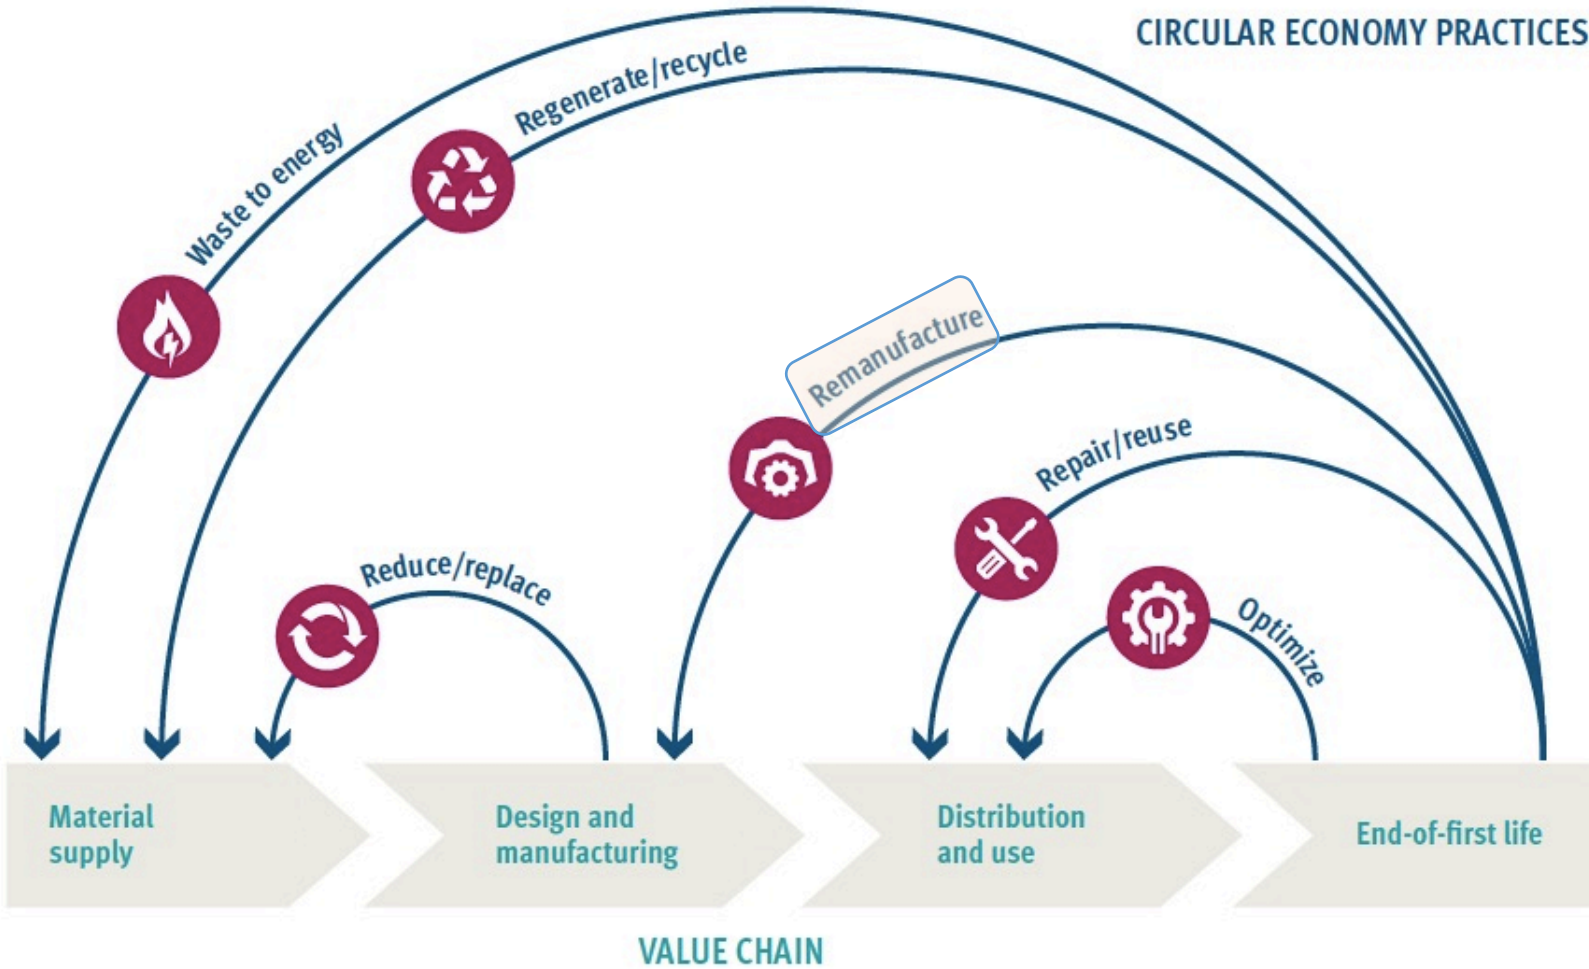 CIRCULAR ECONOMY PRACTICES
Waste to energy
Regenerate/recycle
Remanufacture
Repair/reuse
Reduce/replace
Optimize
Material
supply
Design and
manufacturing
Distribution
and use
End-of-first life
VALUE CHAIN